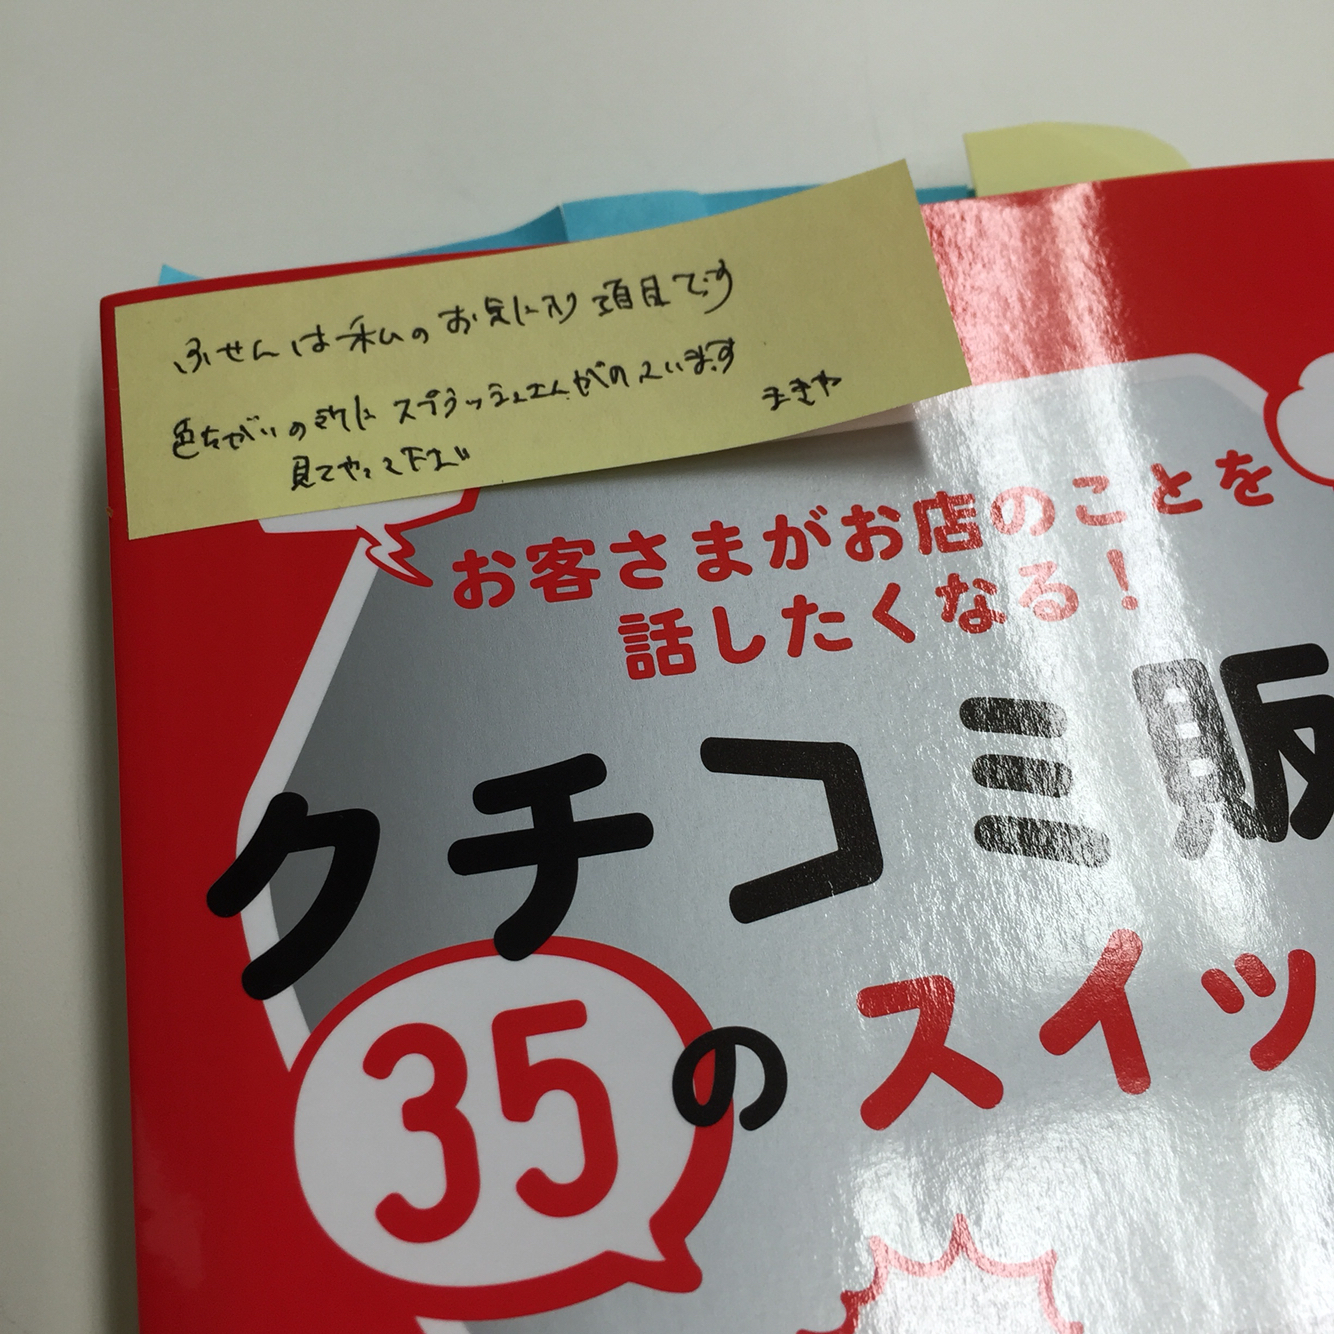 ふせんは私のお気に入り項目です
色ちがいの所にスプラッシュさんがのっています
見てやって下さい
まきや
お客さまがお店のことを
話したくなる！
クチコミ販
35のスイッ